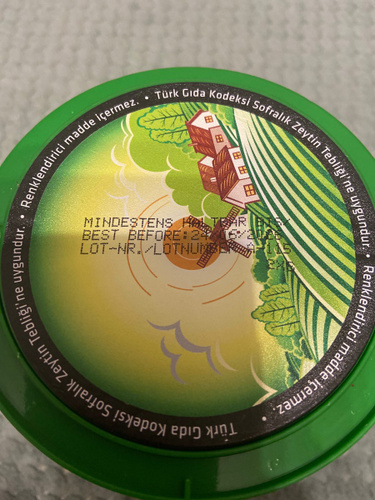 • Türk Gıda Kodeksi Sofralık Zeytin Tebliği'ne uygundur. • Renklendirici madde içermez. • Türk Gıda Kodeksi Sofralık Zeytin Tebliği'ne uygundur. • Renklendirici madde içermez.
MINDESTENS HALTBAR BIS/
BEST BEFORE:
LOT-NR./LOTNUMBER